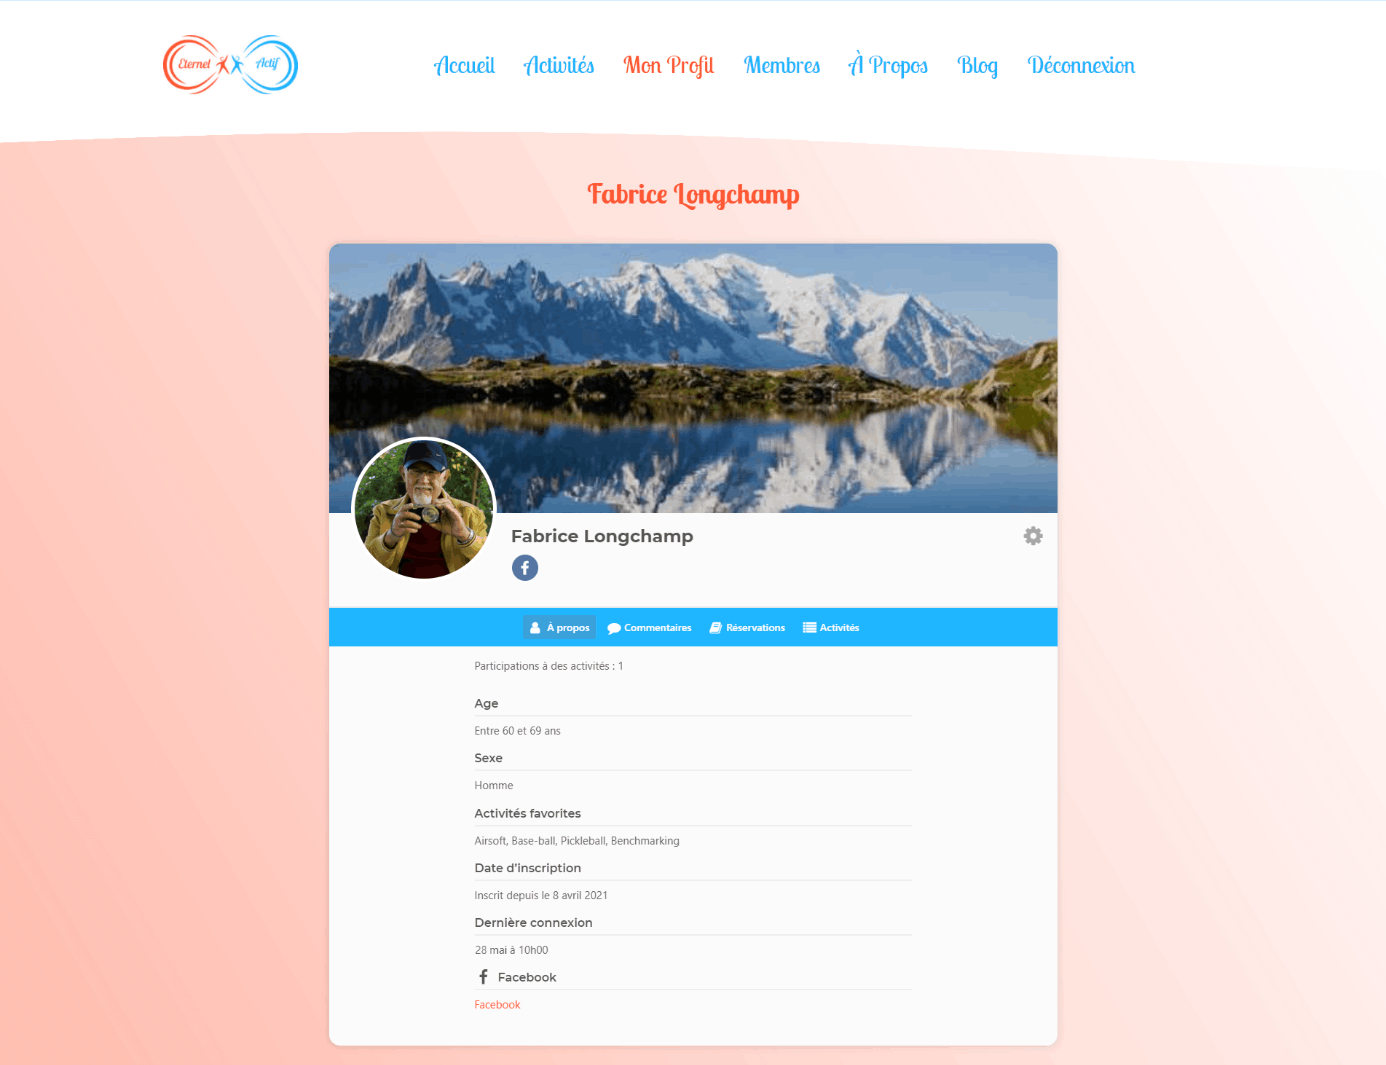 Eternel
Actif
Accueil
Activités
Mon Profil
Membres
À Propos
Blog
Déconnexion
Fabrice Longchamp
Fabrice Longchamp
À propos
Commentaires
Réservations
Activités
Participations à des activités : 1
Age
Entre 60 et 69 ans
Sexe
Homme
Activités favorites
Airsoft, Base-ball, Pickleball, Benchmarking
Date d'inscription
Inscrit depuis le 8 avril 2021
Dernière connexion
28 mai à 10h00
Facebook
Facebook